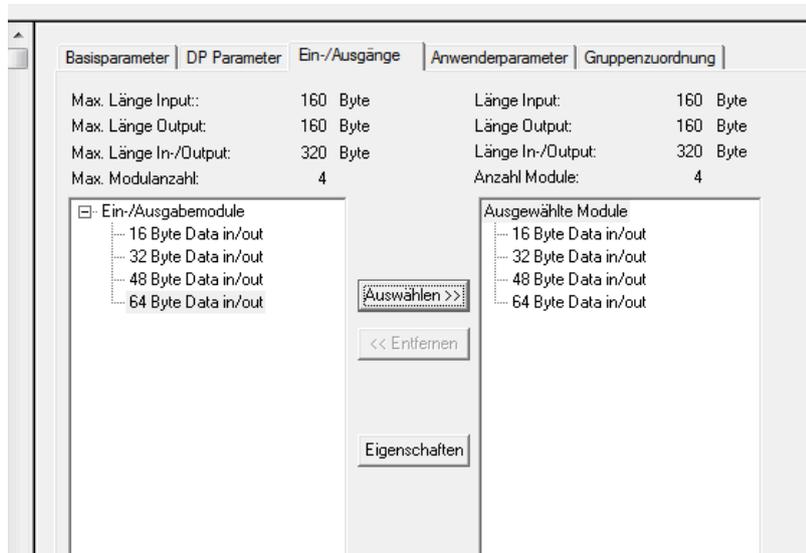 Basisparameter DP Parameter Ein-/Ausgänge Anwenderparameter Gruppenzuordnung
Max. Länge Input:: 160 Byte
Max. Länge Output: 160 Byte
Max. Länge In-/Output: 320 Byte
Max. Modulanzahl: 4
Länge Input: 160 Byte
Länge Output: 160 Byte
Länge In-/Output: 320 Byte
Anzahl Module: 4
Ein-/Ausgabemodule
16 Byte Data in/out
32 Byte Data in/out
48 Byte Data in/out
64 Byte Data in/out
Auswählen >>
<< Entfernen
Eigenschaften
Ausgewählte Module
16 Byte Data in/out
32 Byte Data in/out
48 Byte Data in/out
64 Byte Data in/out